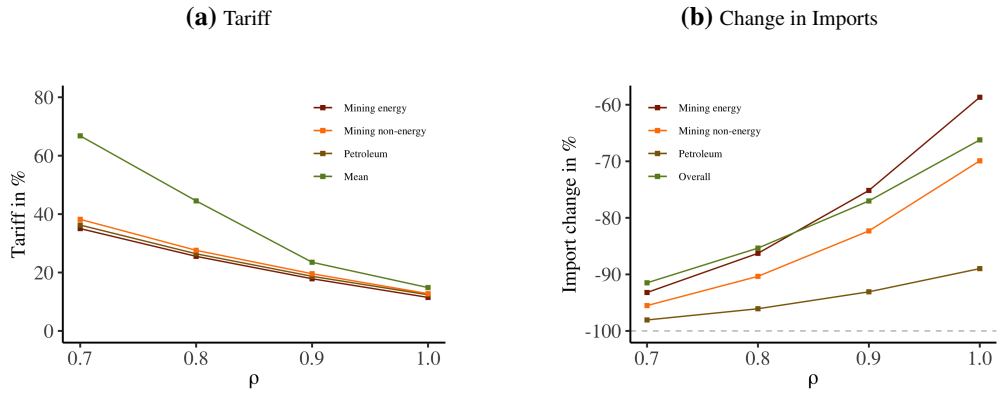 (a) Tariff
80
60
40
20
0
Tariff in %
0.7 0.8 0.9 1.0
ρ
Mining energy
Mining non-energy
Petroleum
Mean
(b) Change in Imports
-60
-70
-80
-90
-100
Import change in %
0.7 0.8 0.9 1.0
ρ
Mining energy
Mining non-energy
Petroleum
Overall